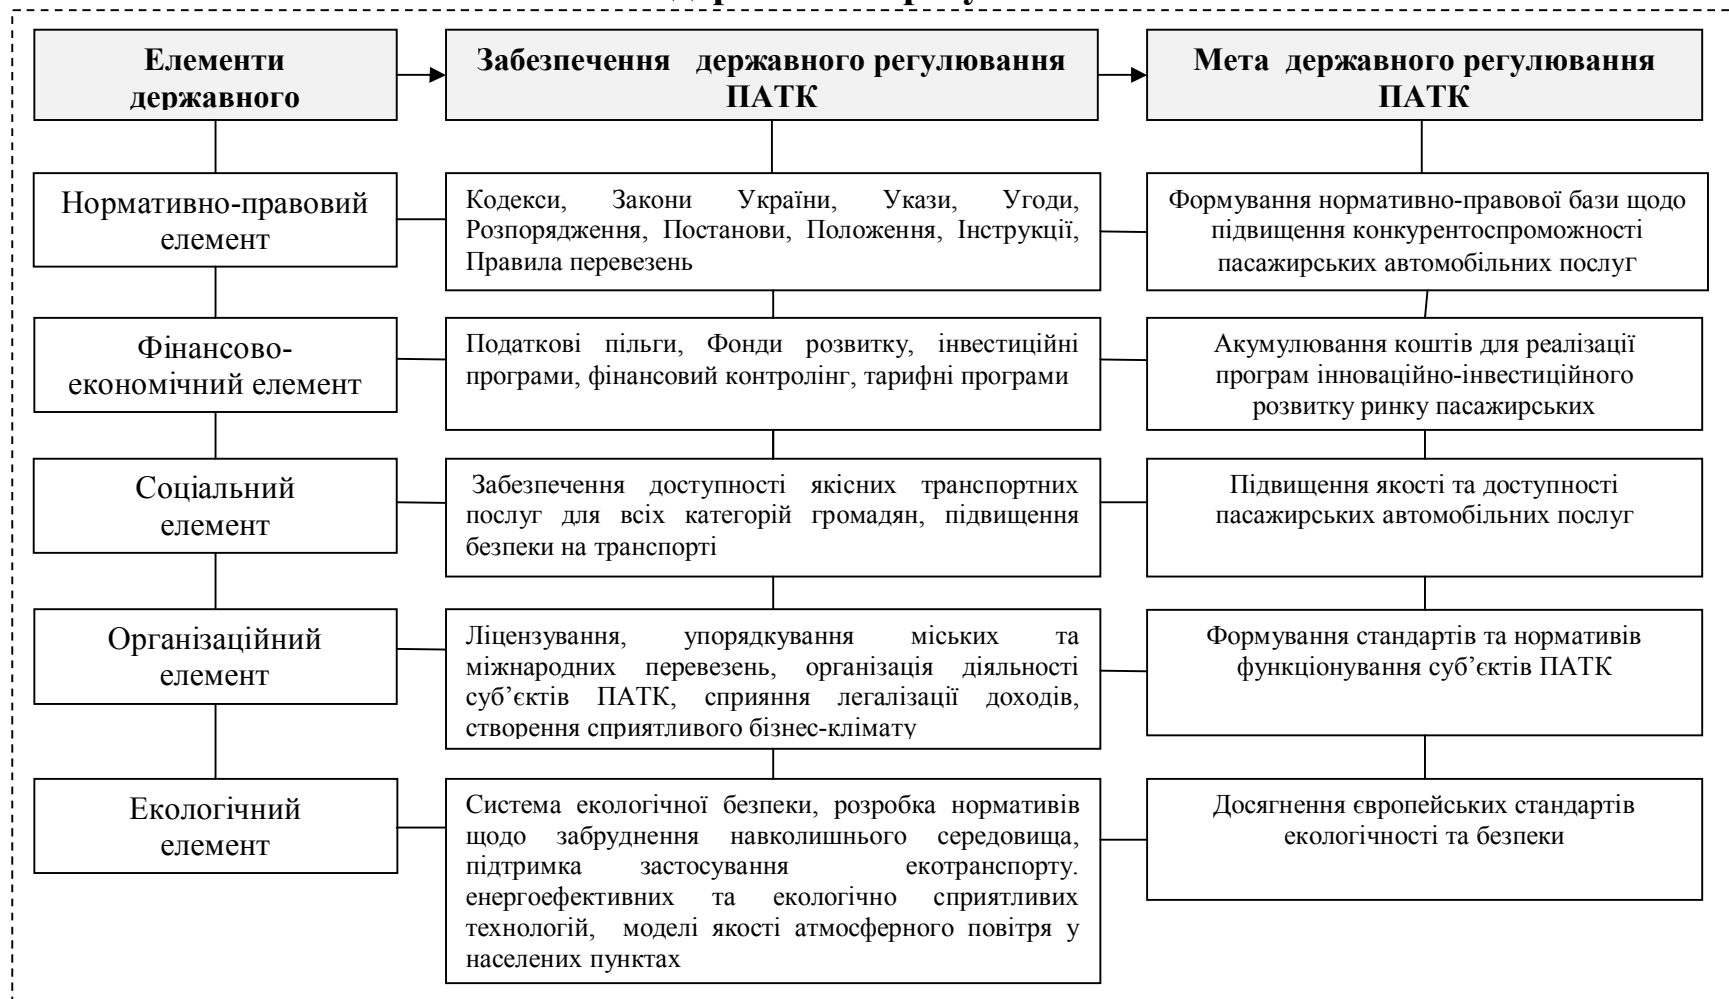 Елементи
державного
Забезпечення державного регулювання
ПАТК
Мета державного регулювання
ПАТК
Нормативно-правовий
елемент
Кодекси, Закони України, Укази, Угоди,
Розпорядження, Постанови, Положення, Інструкції,
Правила перевезень
Формування нормативно-правової бази щодо
підвищення конкурентоспроможності
пасажирських автомобільних послуг
Фінансово-
економічний елемент
Податкові пільги, Фонди розвитку, інвестиційні
програми, фінансовий контролінг, тарифні програми
Акумулювання коштів для реалізації
програм інноваційно-інвестиційного
розвитку ринку пасажирських
Соціальний
елемент
Забезпечення доступності якісних транспортних
послуг для всіх категорій громадян, підвищення
безпеки на транспорті
Підвищення якості та доступності
пасажирських автомобільних послуг
Організаційний
елемент
Ліцензування, упорядкування міських та
міжнародних перевезень, організація діяльності
суб’єктів ПАТК, сприяння легалізації доходів,
створення сприятливого бізнес-клімату
Формування стандартів та нормативів
функціонування суб’єктів ПАТК
Екологічний
елемент
Система екологічної безпеки, розробка нормативів
щодо забруднення навколишнього середовища,
підтримка застосування екотранспорту.
енергоефективних та екологічно сприятливих
технологій, моделі якості атмосферного повітря у
населених пунктах
Досягнення європейських стандартів
екологічності та безпеки